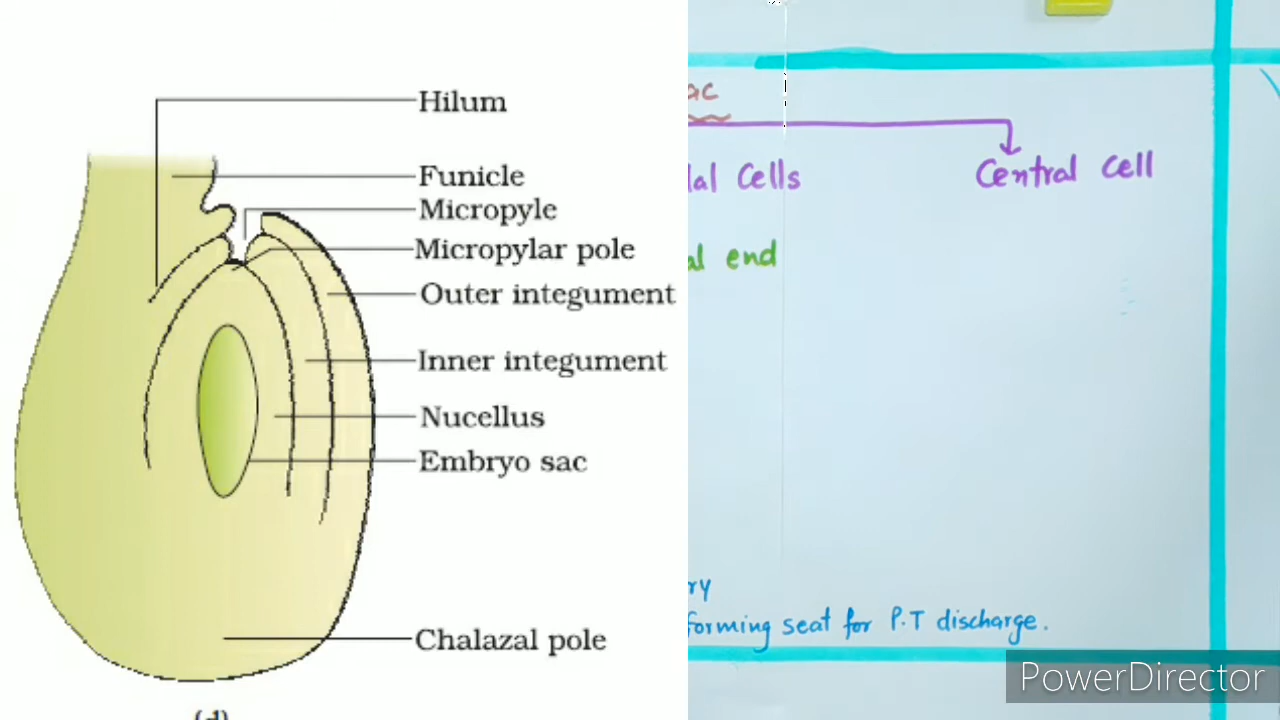 Hilum
Funicle
Micropyle
Micropylar pole
Outer integument
Inner integument
Nucellus
Embryo sac
Chalazal pole
(d)
ac
Cells
Central Cell
al end
ry
forming seat for P.T discharge.
PowerDirector